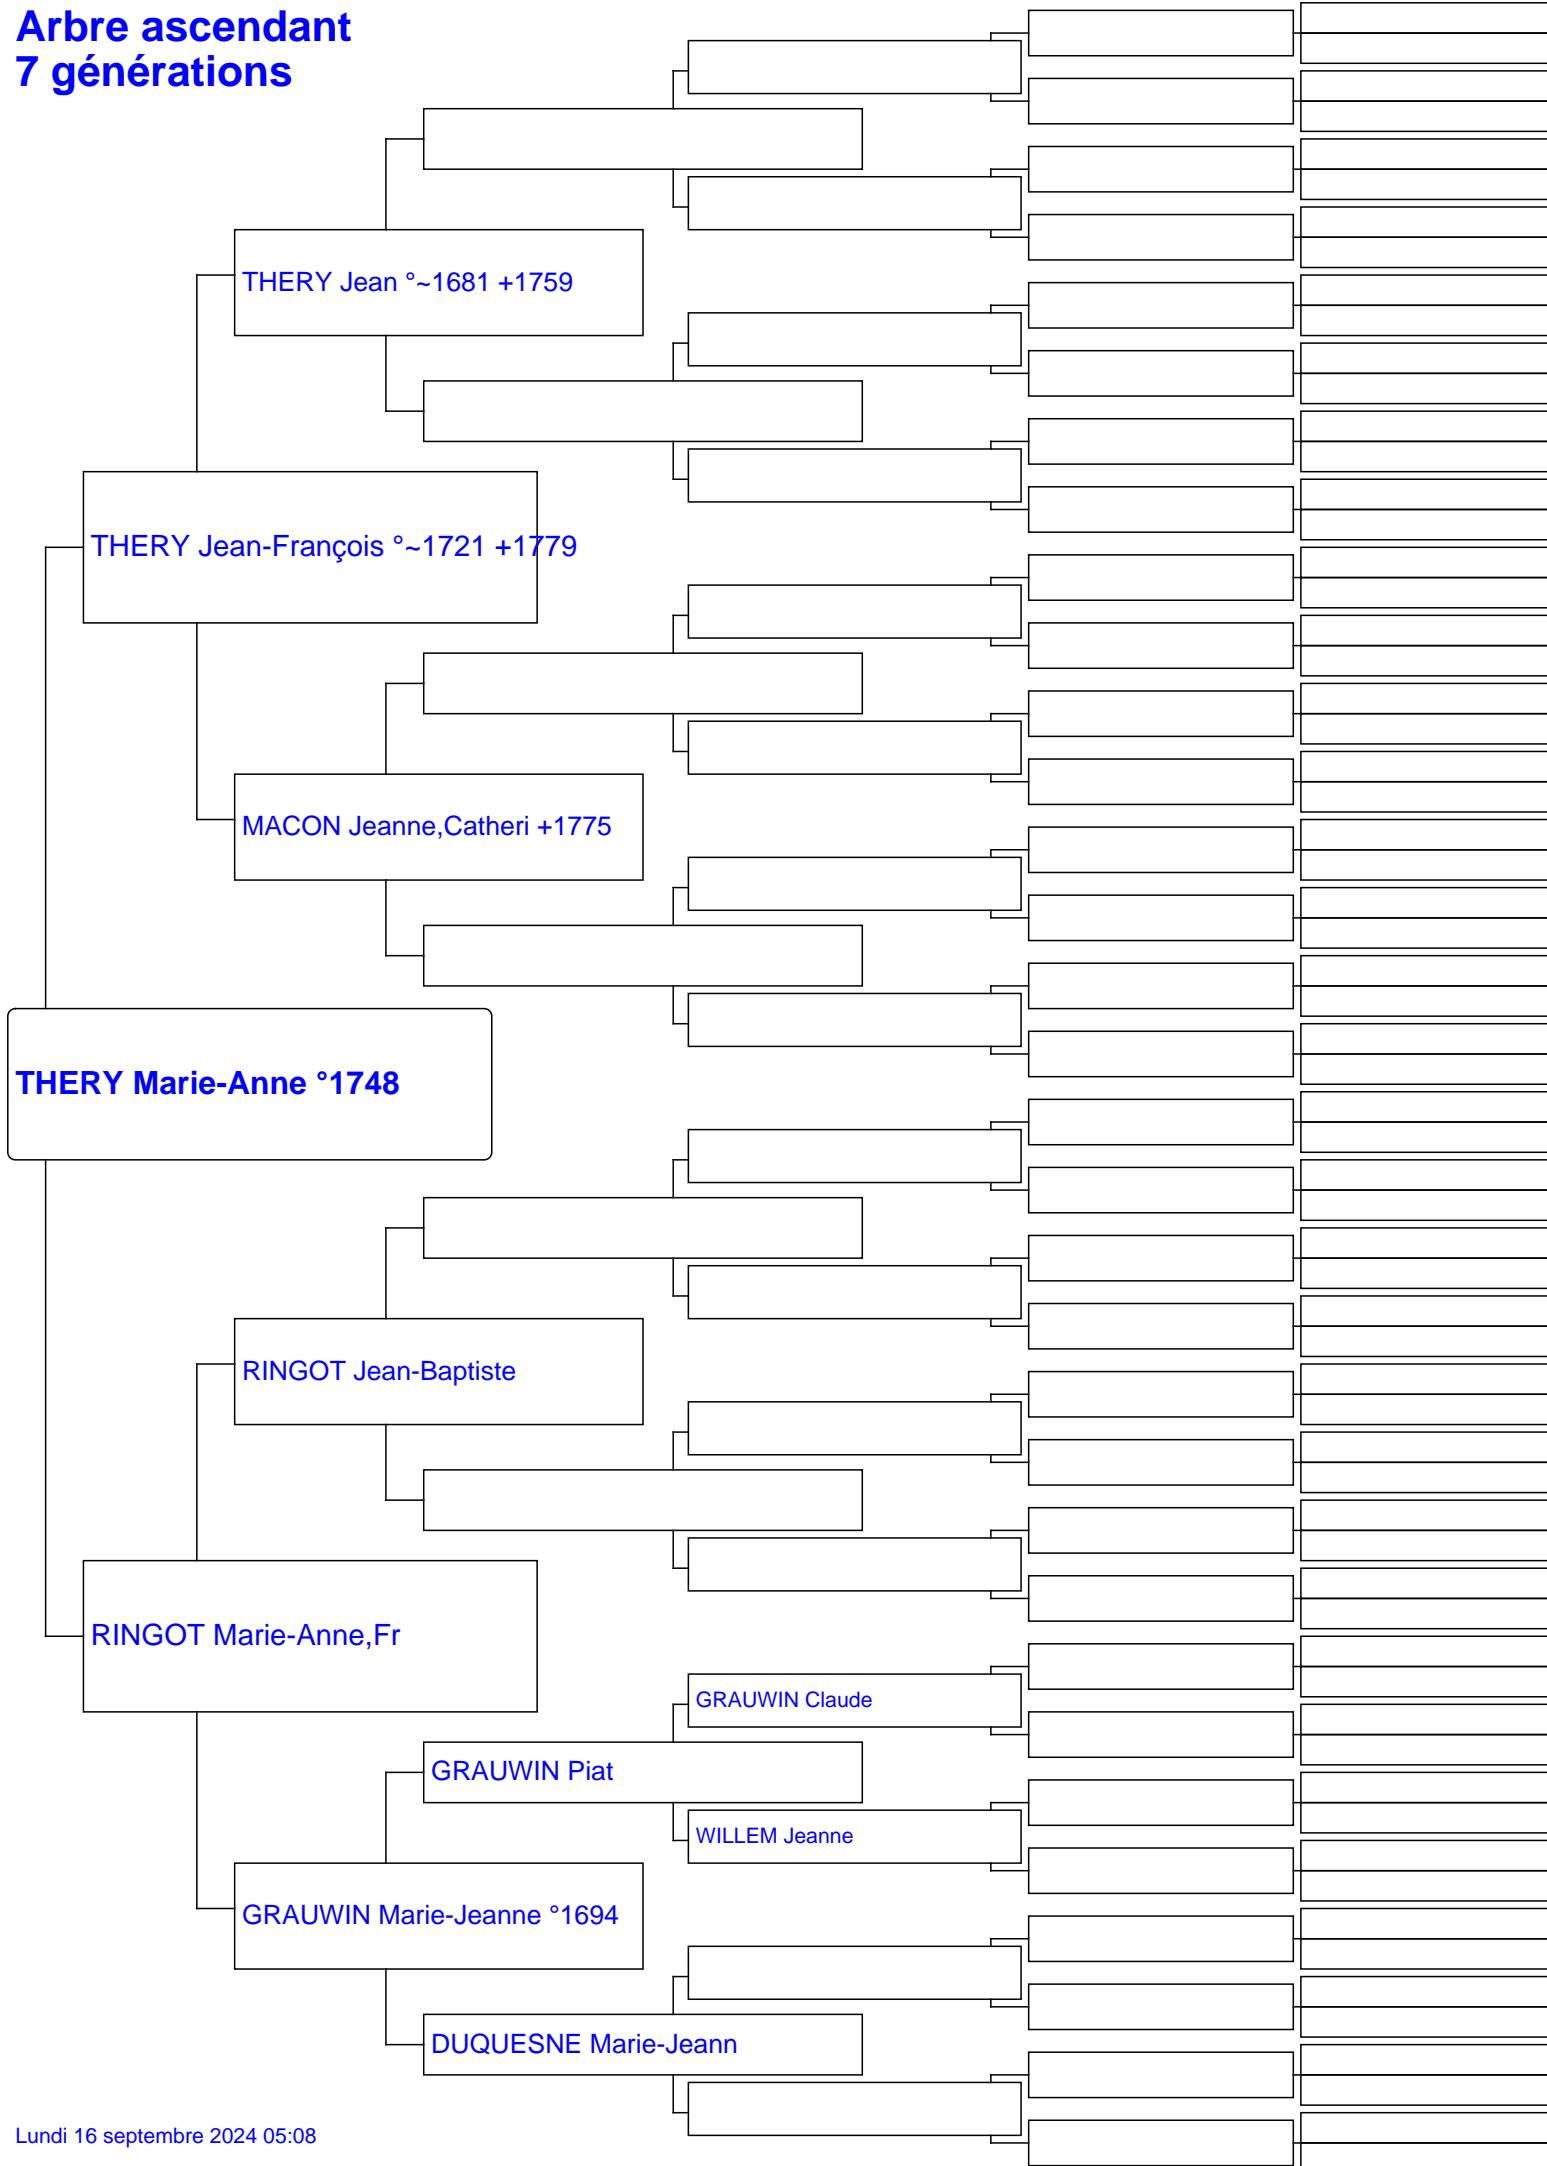 Arbre ascendant
7 générations
THERY Jean °~1681 +1759
THERY Jean-François °~1721 +1779
MACON Jeanne,Catheri +1775
THERY Marie-Anne °1748
RINGOT Jean-Baptiste
RINGOT Marie-Anne,Fr
GRAUWIN Claude
GRAUWIN Piat
WILLEM Jeanne
GRAUWIN Marie-Jeanne °1694
DUQUESNE Marie-Jeann
Lundi 16 septembre 2024 05:08